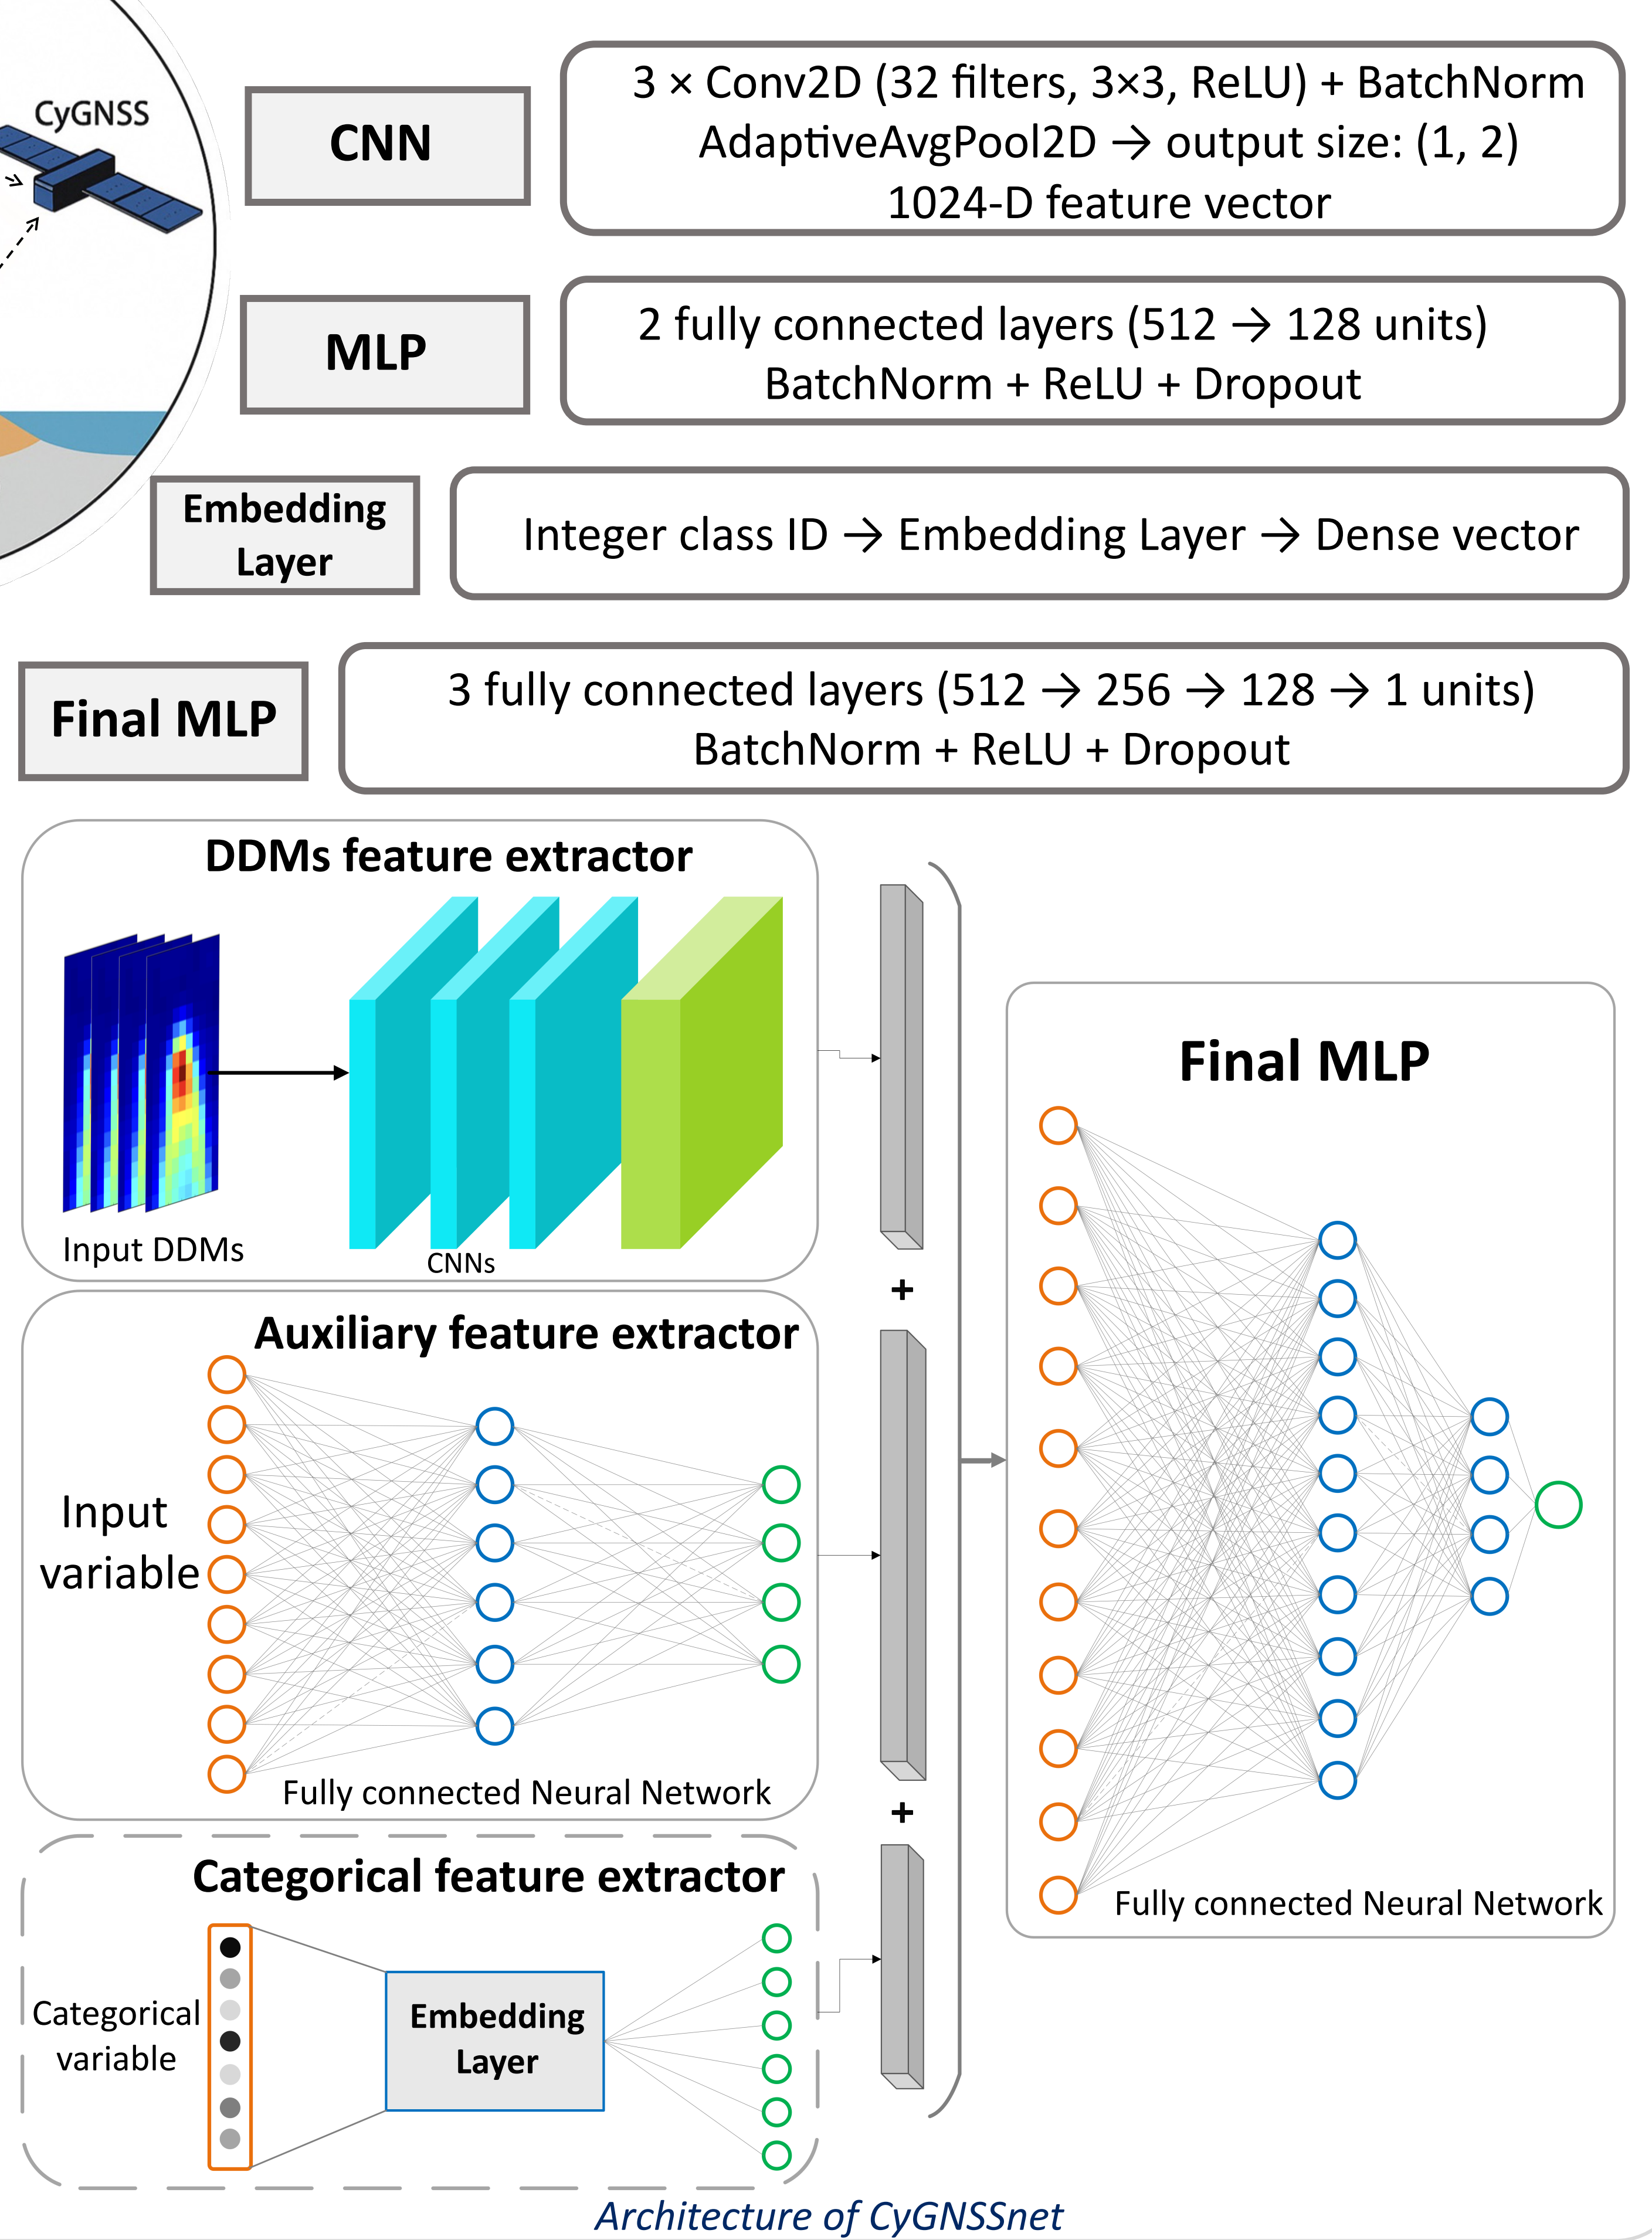 CyGNSS
CNN
3 × Conv2D (32 filters, 3×3, ReLU) + BatchNorm
AdaptiveAvgPool2D → output size: (1, 2)
1024-D feature vector
MLP
2 fully connected layers (512 → 128 units)
BatchNorm + ReLU + Dropout
Embedding
Layer
Integer class ID → Embedding Layer → Dense vector
Final MLP
3 fully connected layers (512 → 256 → 128 → 1 units)
BatchNorm + ReLU + Dropout
DDMs feature extractor
Input DDMs
CNNs
+
Auxiliary feature extractor
Input
variable
Fully connected Neural Network
+
Categorical feature extractor
Categorical
variable
Embedding
Layer
Final MLP
Fully connected Neural Network
Architecture of CyGNSSnet